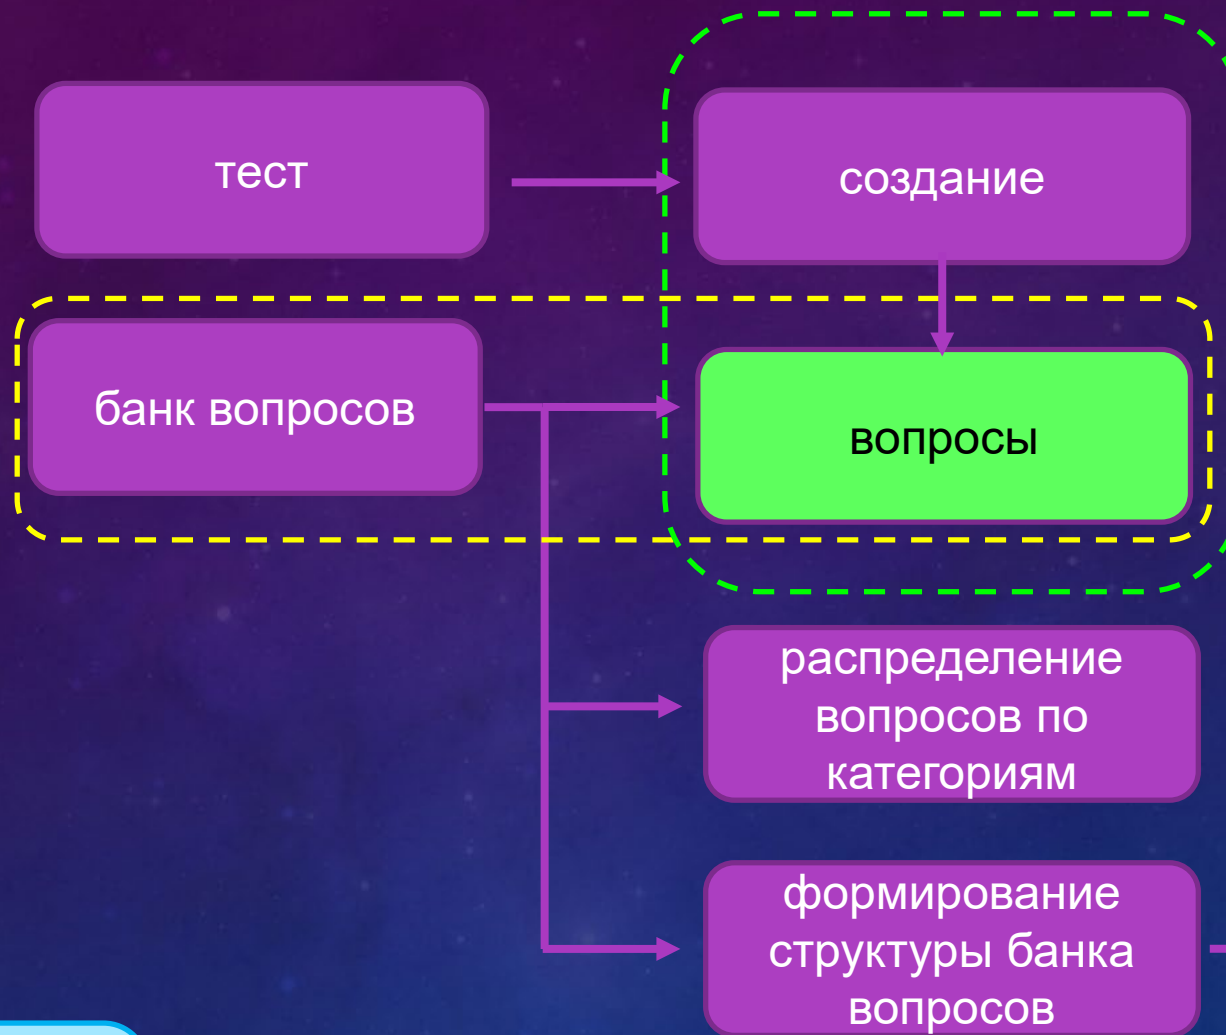 тест
создание
банк вопросов
вопросы
распределение
вопросов по
категориям
формирование
структуры банка
вопросов